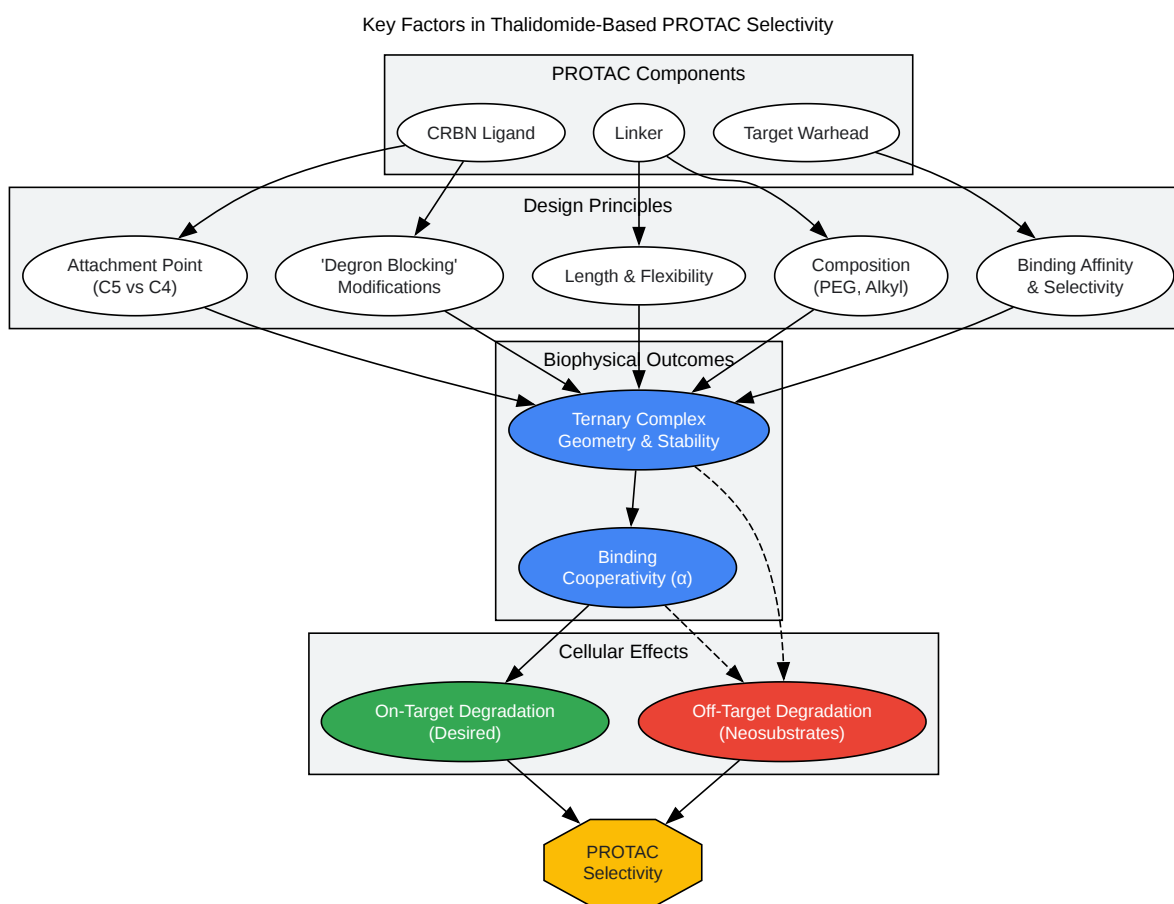 Key Factors in Thalidomide-Based PROTAC Selectivity
PROTAC Components
CRBN Ligand
Linker
Target Warhead
Design Principles
Attachment Point
(C5 vs C4)
'Degron Blocking'
Modifications
Length & Flexibility
Composition
(PEG, Alkyl)
Binding Affinity
& Selectivity
Biophysical Outcomes
Ternary Complex
Geometry & Stability
Binding
Cooperativity (α)
Cellular Effects
On-Target Degradation
(Desired)
Off-Target Degradation
(Neosubstrates)
PROTAC
Selectivity